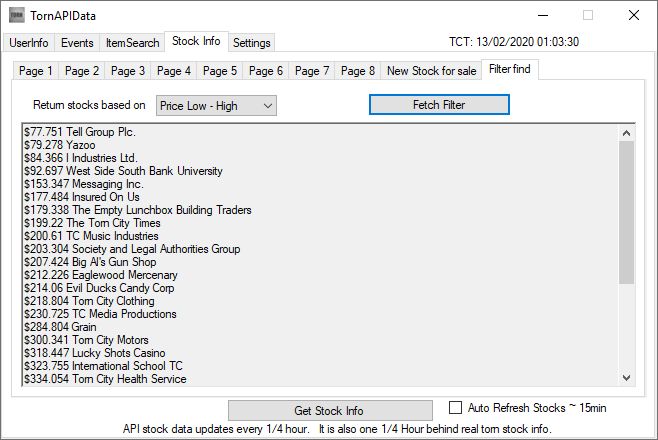 TORN TornAPIData
UserInfo Events ItemSearch Stock Info Settings TCT: 13/02/2020 01:03:30
Page 1 Page 2 Page 3 Page 4 Page 5 Page 6 Page 7 Page 8 New Stock for sale Filter find
Return stocks based on Price Low - High Fetch Filter
$77.751 Tell Group Plc.
$79.278 Yazoo
$84.366 I Industries Ltd.
$92.697 West Side South Bank University
$153.347 Messaging Inc.
$177.484 Insured On Us
$179.338 The Empty Lunchbox Building Traders
$199.22 The Torn City Times
$200.61 TC Music Industries
$203.304 Society and Legal Authorities Group
$207.424 Big Al's Gun Shop
$212.226 Eaglewood Mercenary
$214.06 Evil Ducks Candy Corp
$218.804 Torn City Clothing
$230.725 TC Media Productions
$284.804 Grain
$300.341 Torn City Motors
$318.447 Lucky Shots Casino
$323.755 International School TC
$334.054 Torn City Health Service
Get Stock Info Auto Refresh Stocks ~ 15min
API stock data updates every 1/4 hour. It is also one 1/4 Hour behind real torn stock info.